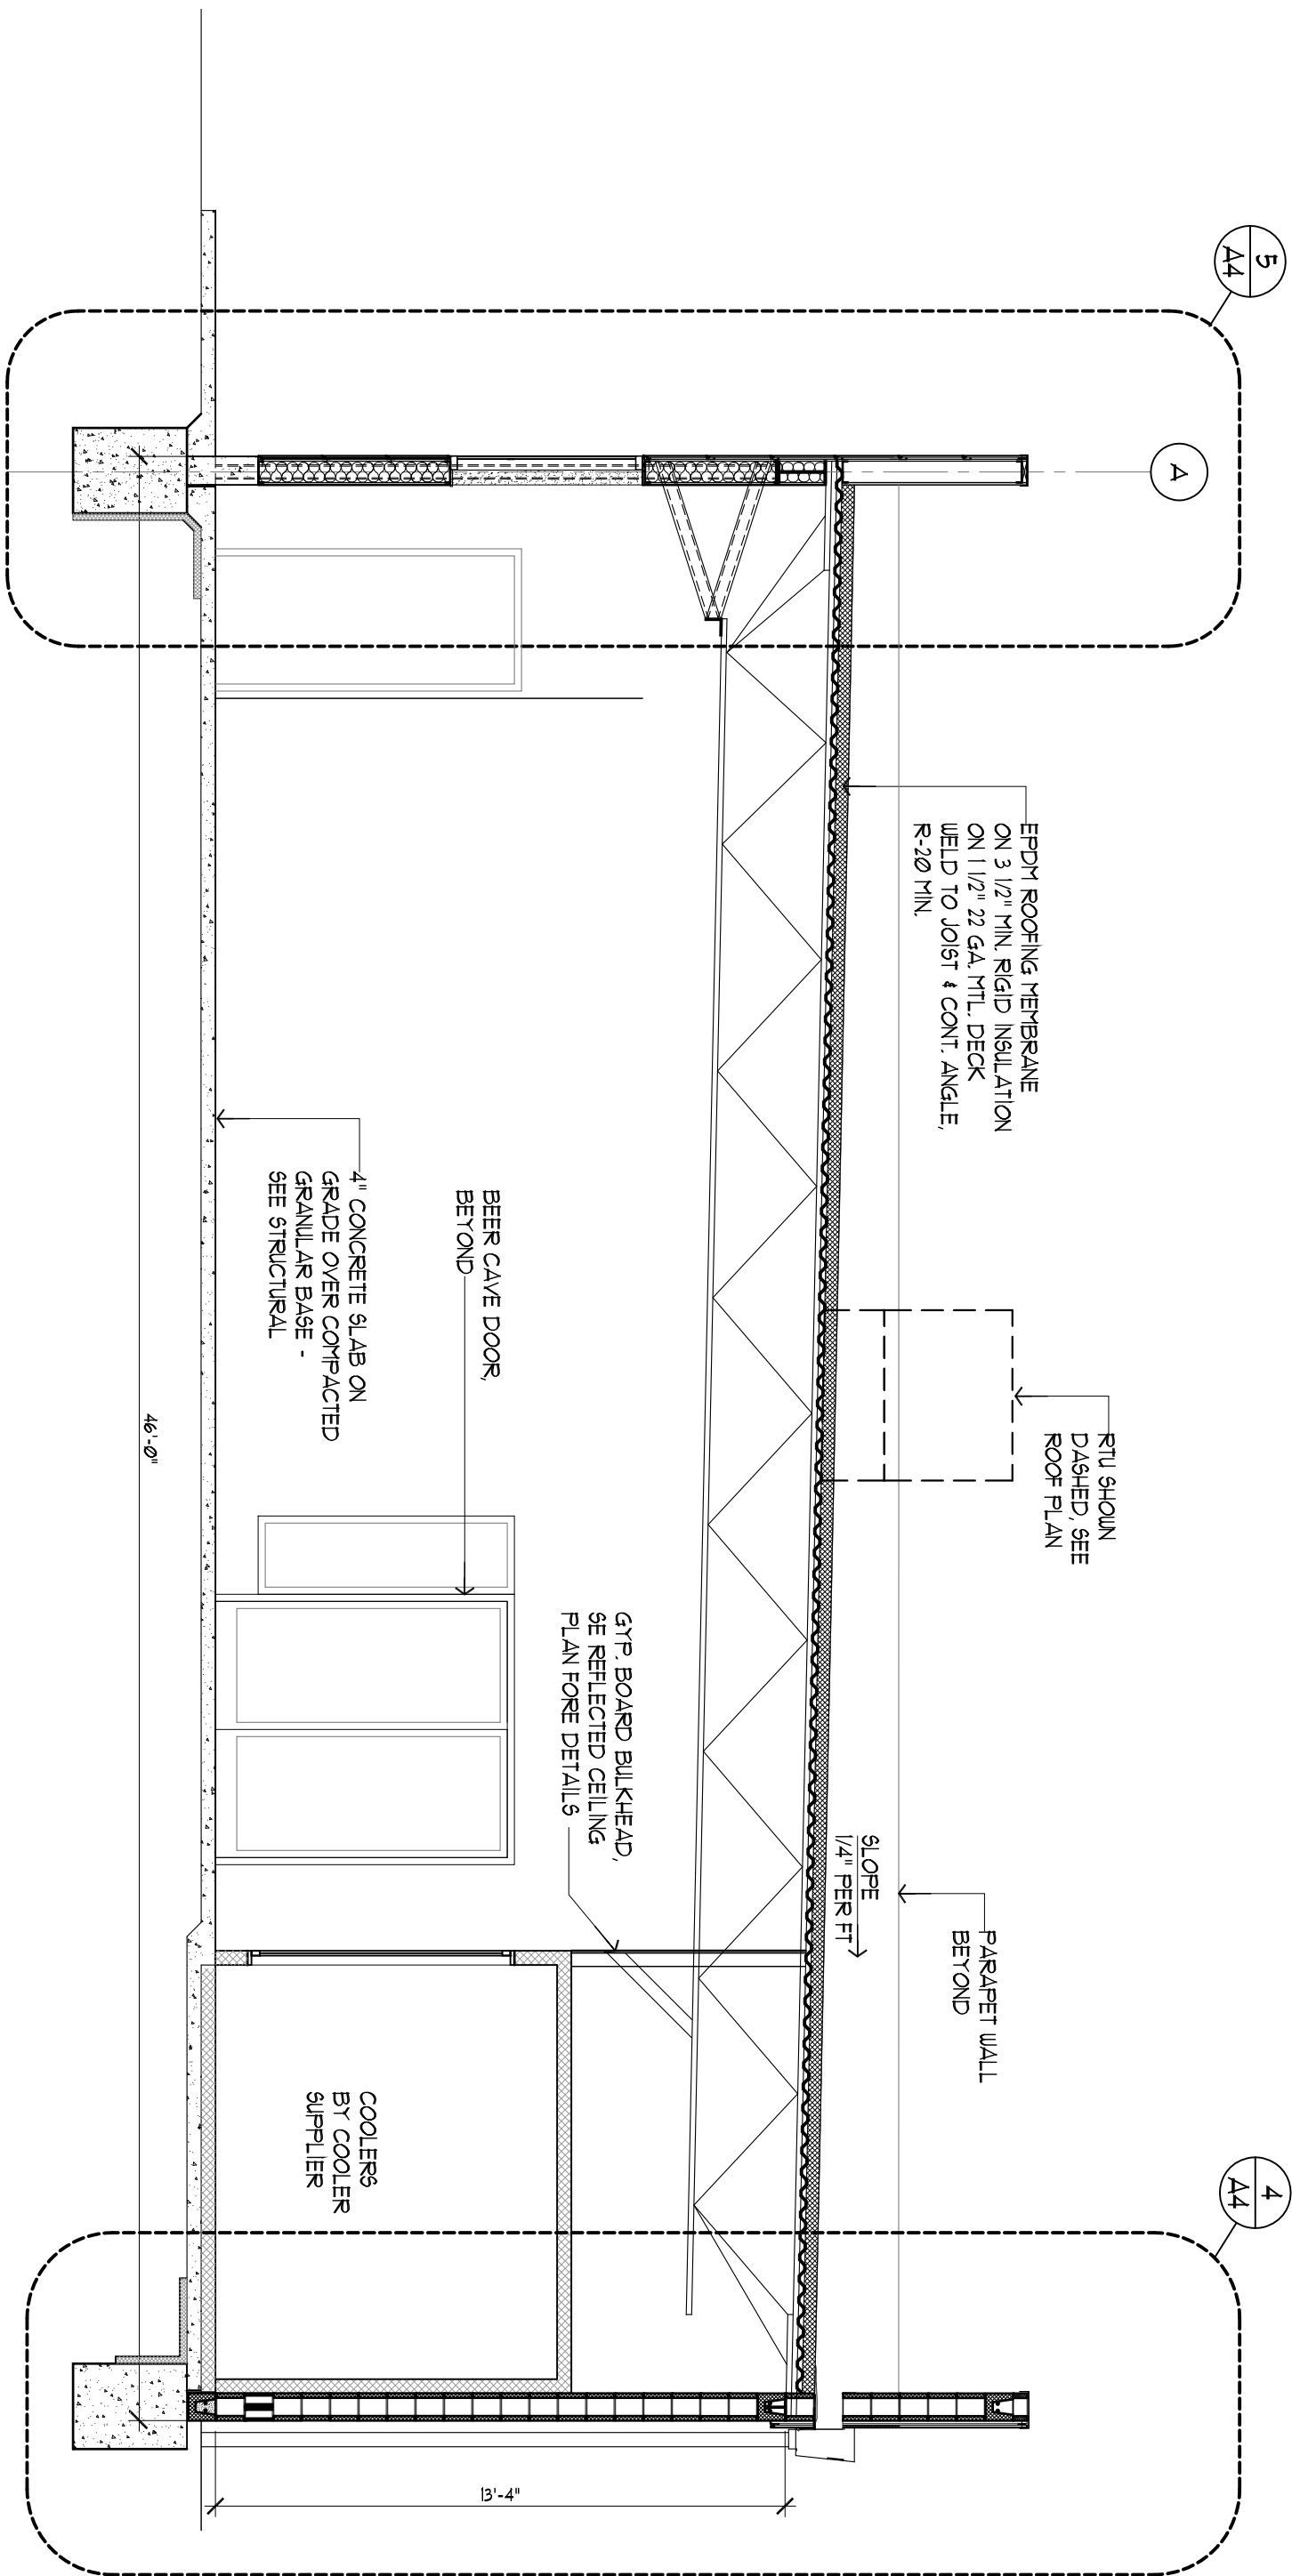 5
A4
A
EPDM ROOFING MEMBRANE
ON 3 1/2" MIN. RIGID INSULATION
ON 1 1/2" 22 GA. MTL. DECK
WELD TO JOIST & CONT. ANGLE,
R-20 MIN.
RTU SHOWN
DASHED, SEE
ROOF PLAN
PARAPET WALL
BEYOND
SLOPE
1/4" PER FT
4
A4
GYP. BOARD BULKHEAD,
SE REFLECTED CEILING
PLAN FORE DETAILS
BEER CAVE DOOR,
BEYOND
4" CONCRETE SLAB ON
GRADE OVER COMPACTED
GRANULAR BASE -
SEE STRUCTURAL
COOLERS
BY COOLER
SUPPLIER
13'-4"
46'-0"